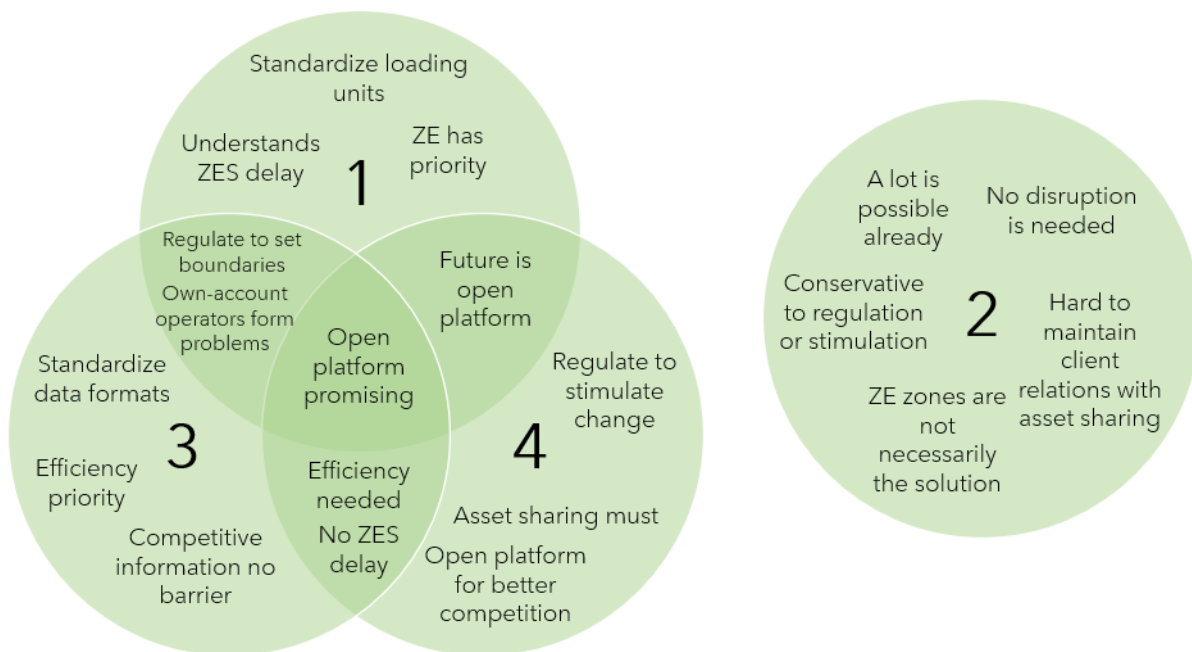 Standardize loading
units
Understands
ZES delay
ZE has
priority
1
Regulate to set
boundaries
Own-account
operators form
problems
Future is
open
platform
Open
platform
promising
Standardize
data formats
3
Efficiency
priority
Competitive
information no
barrier
Efficiency
needed
No ZES
delay
Regulate to
stimulate
change
4
Asset sharing must
Open platform
for better
competition
A lot is
possible
already
No disruption
is needed
Conservative
to regulation
or stimulation
2
Hard to
maintain
client
relations with
asset sharing
ZE zones are
not
necessarily
the solution